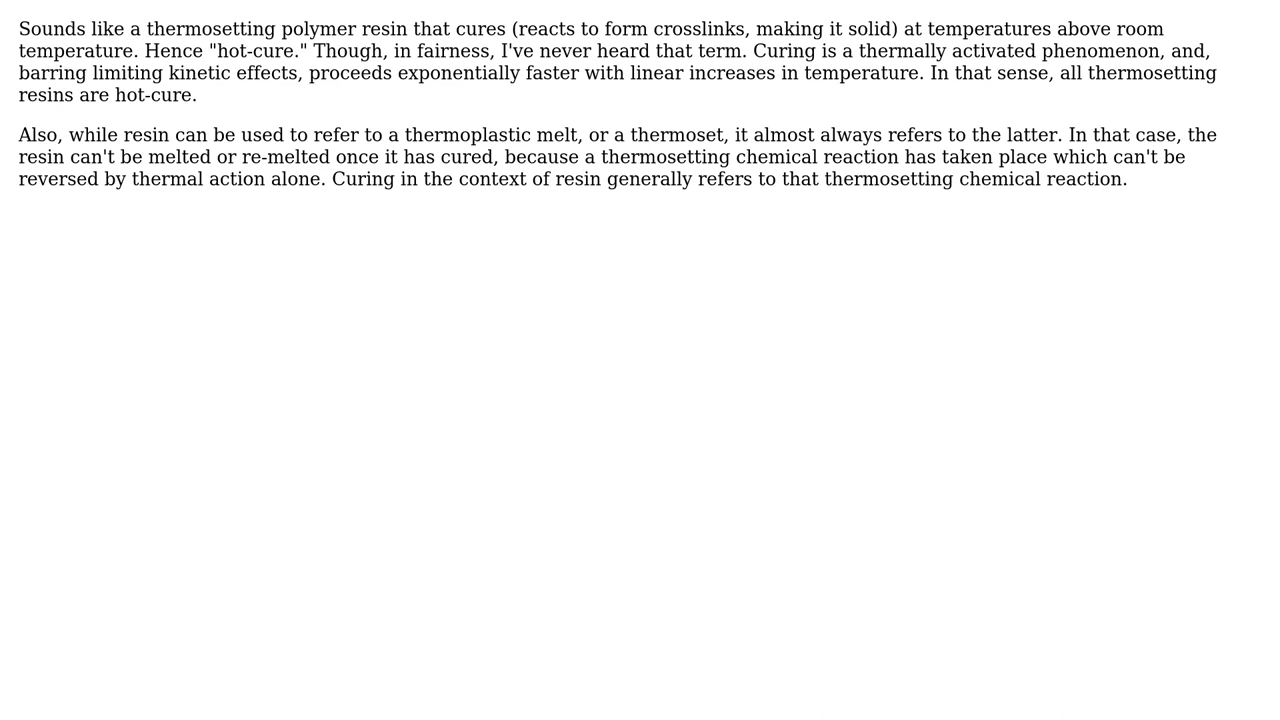 Sounds like a thermosetting polymer resin that cures (reacts to form crosslinks, making it solid) at temperatures above room
temperature. Hence "hot-cure." Though, in fairness, I've never heard that term. Curing is a thermally activated phenomenon, and,
barring limiting kinetic effects, proceeds exponentially faster with linear increases in temperature. In that sense, all thermosetting
resins are hot-cure.
Also, while resin can be used to refer to a thermoplastic melt, or a thermoset, it almost always refers to the latter. In that case, the
resin can't be melted or re-melted once it has cured, because a thermosetting chemical reaction has taken place which can't be
reversed by thermal action alone. Curing in the context of resin generally refers to that thermosetting chemical reaction.